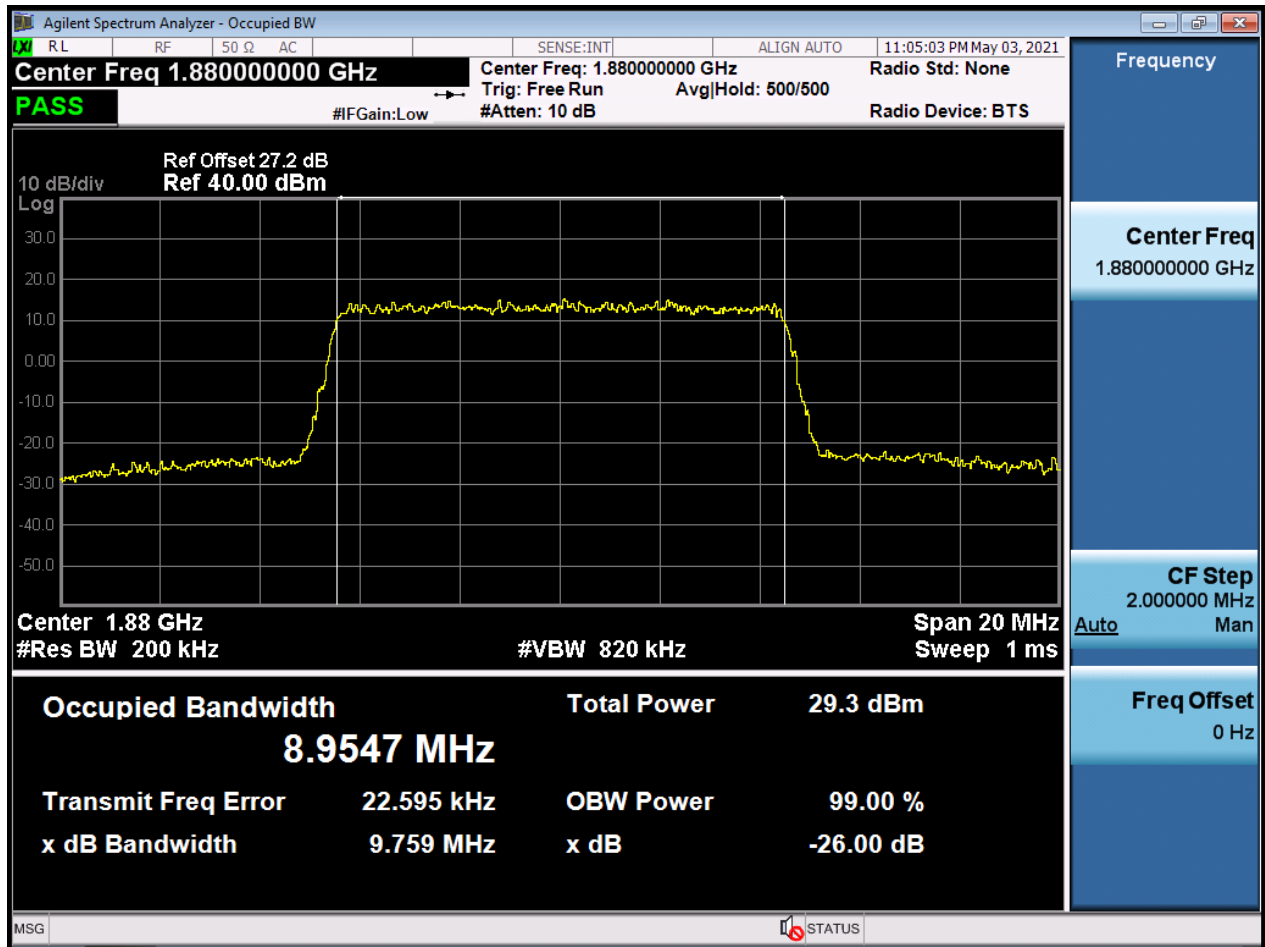 Agilent Spectrum Analyzer - Occupied BW
LXI RL RF 50 Ω AC SENSE:INT ALIGN AUTO 11:05:03 PM May 03, 2021
Center Freq 1.880000000 GHz
Center Freq: 1.880000000 GHz Radio Std: None
Trig: Free Run Avg|Hold: 500/500
PASS
#IFGain:Low #Atten: 10 dB Radio Device: BTS
Ref Offset 27.2 dB
10 dB/div Ref 40.00 dBm
Log
30.0
20.0
10.0
0.00
-10.0
-20.0
-30.0
-40.0
-50.0
Center 1.88 GHz Span 20 MHz
#Res BW 200 kHz #VBW 820 kHz Sweep 1 ms
Occupied Bandwidth Total Power 29.3 dBm
8.9547 MHz
Transmit Freq Error 22.595 kHz OBW Power 99.00 %
x dB Bandwidth 9.759 MHz x dB -26.00 dB
MSG STATUS
Frequency
Center Freq
1.880000000 GHz
CF Step
2.000000 MHz
Auto Man
Freq Offset
0 Hz